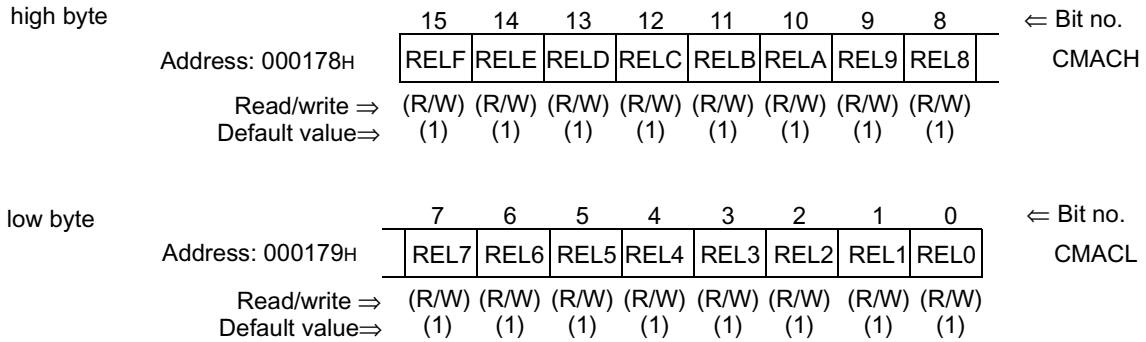 high byte
15 14 13 12 11 10 9 8 ⇐ Bit no.
Address: 000178H RELF RELE RELD RELC RELB RELA REL9 REL8 CMACH
Read/write ⇒ (R/W) (R/W) (R/W) (R/W) (R/W) (R/W) (R/W) (R/W)
Default value⇒ (1) (1) (1) (1) (1) (1) (1) (1)
low byte
7 6 5 4 3 2 1 0 ⇐ Bit no.
Address: 000179H REL7 REL6 REL5 REL4 REL3 REL2 REL1 REL0 CMACL
Read/write ⇒ (R/W) (R/W) (R/W) (R/W) (R/W) (R/W) (R/W) (R/W)
Default value⇒ (1) (1) (1) (1) (1) (1) (1) (1)